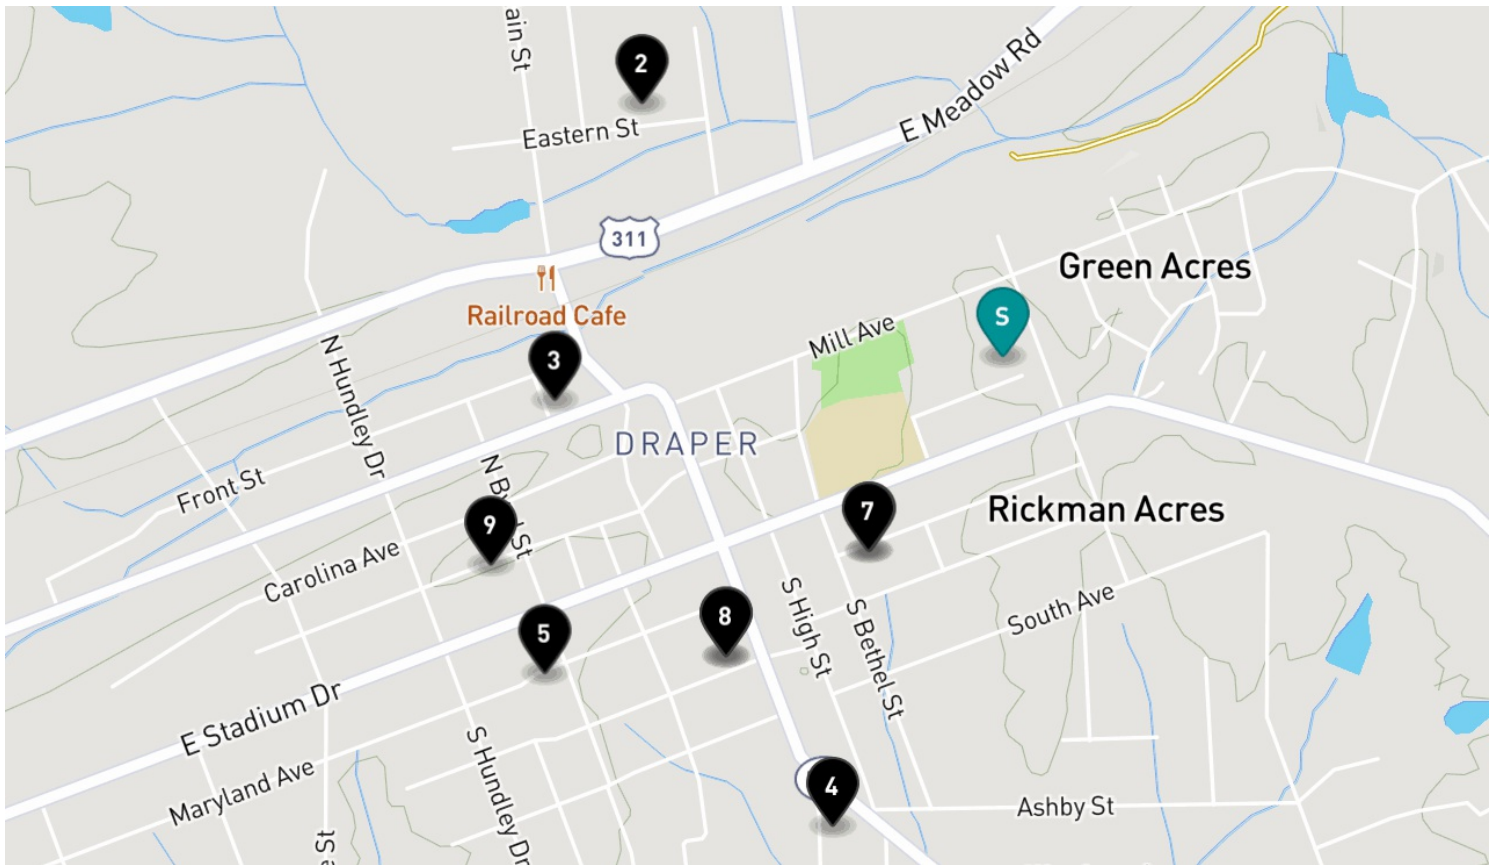 ain St
2
Eastern St
E Meadow Rd
311
Green Acres
Railroad Cafe
S
Mill Ave
3
N Hundley Dr
DRAPER
Front St
9
7
Rickman Acres
Carolina Ave
5
8
S High St
S Bethel St
South Ave
E Stadium Dr
Maryland Ave
S Hundley Dr
4
Ashby St
St